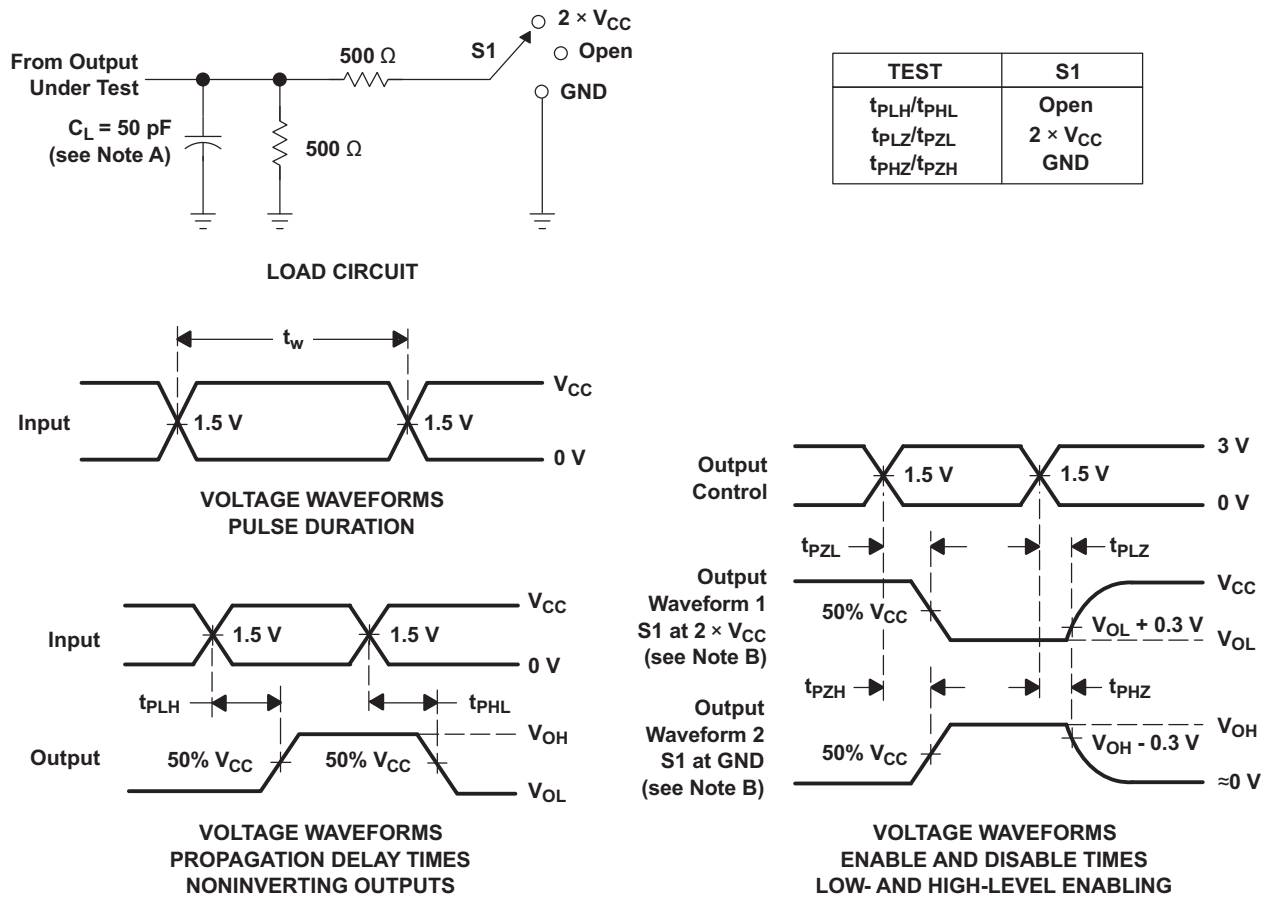 2 × VCC
S1
Open
GND
500 Ω
From Output
Under Test
CL = 50 pF
(see Note A)
500 Ω
LOAD CIRCUIT
TEST S1
tPLH/tPHL Open
tPLZ/tPZL 2 × VCC
tPHZ/tPZH GND
tw
VCC
Input
1.5 V 1.5 V
0 V
VOLTAGE WAVEFORMS
PULSE DURATION
VCC
Input
1.5 V 1.5 V
0 V
tPLH tPHL
VOH
Output
50% VCC 50% VCC
VOL
VOLTAGE WAVEFORMS
PROPAGATION DELAY TIMES
NONINVERTING OUTPUTS
3 V
Output
Control
1.5 V 1.5 V
0 V
tPZL tPLZ
Output
Waveform 1
S1 at 2 × VCC
(see Note B)
VCC
50% VCC
VOL + 0.3 V
VOL
tPZH tPHZ
Output
Waveform 2
S1 at GND
(see Note B)
VOH
50% VCC
VOH - 0.3 V
≈0 V
VOLTAGE WAVEFORMS
ENABLE AND DISABLE TIMES
LOW- AND HIGH-LEVEL ENABLING